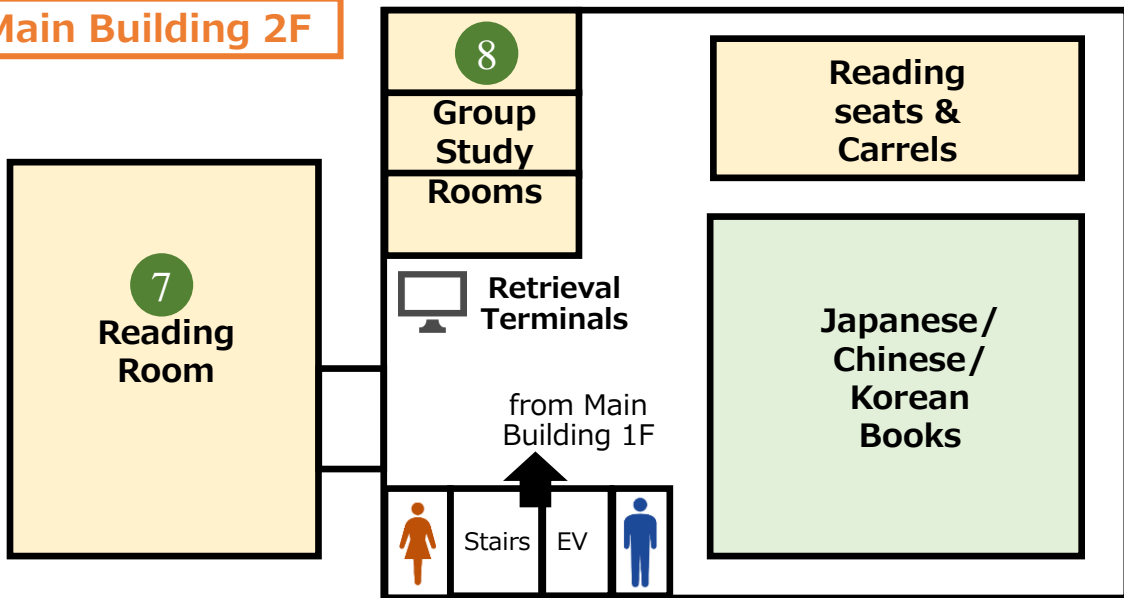 Main Building 2F
8
Group
Study
Rooms
Reading
seats &
Carrels
7
Reading
Room
Retrieval
Terminals
Japanese/
Chinese/
Korean
Books
from Main
Building 1F
Stairs
EV